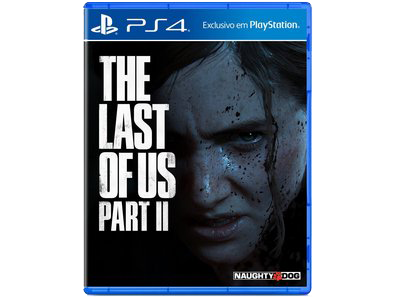 PS4
Exclusivo em PlayStation.
THE
LAST
OF US
PART II
NAUGHTY DOG